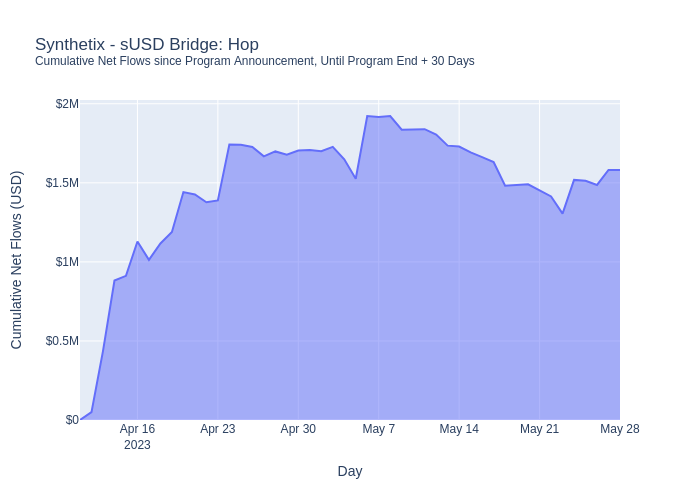 Synthetix - sUSD Bridge: Hop
Cumulative Net Flows since Program Announcement, Until Program End + 30 Days
Cumulative Net Flows (USD)
$2M
$1.5M
$1M
$0.5M
$0
Apr 16
2023
Apr 23
Apr 30
May 7
May 14
May 21
May 28
Day